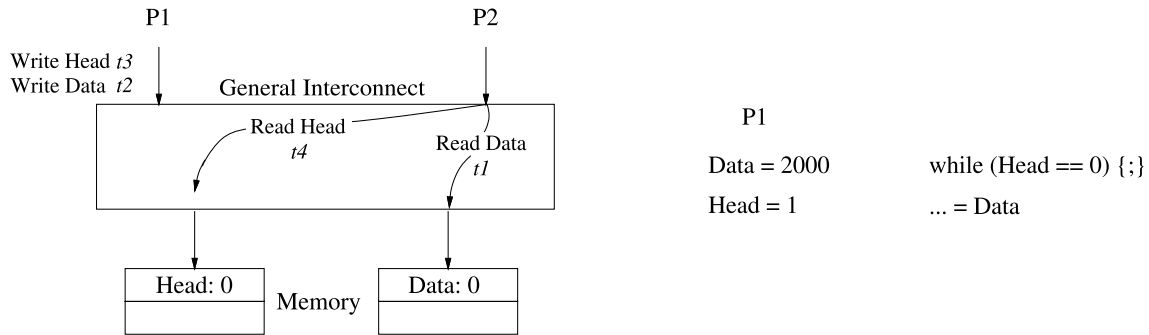 P1
P2
Write Head t3
Write Data t2
General Interconnect
Read Head
t4
Read Data
t1
Head: 0
Memory
Data: 0
P1
Data = 2000
while (Head == 0) {;}
Head = 1
... = Data